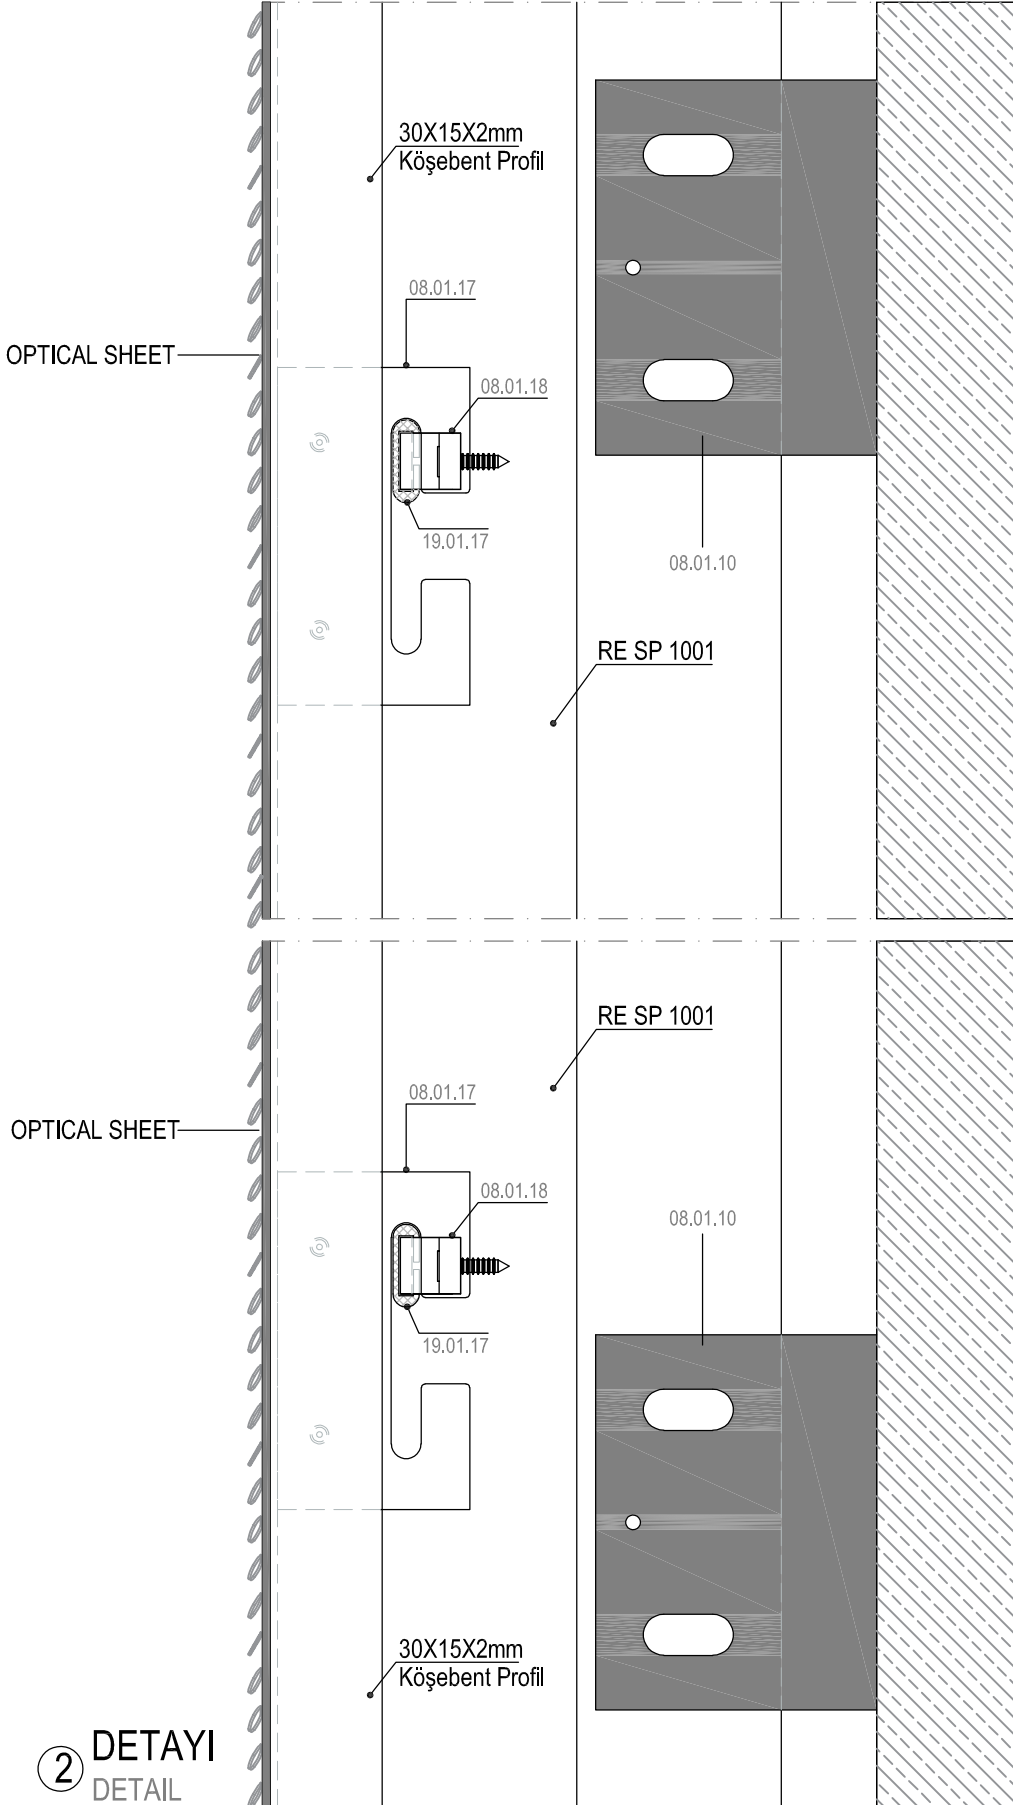 30X15X2mm
Köşebent Profil
08.01.17
OPTICAL SHEET
08.01.18
19.01.17
08.01.10
RE SP 1001
RE SP 1001
08.01.17
OPTICAL SHEET
08.01.18
08.01.10
19.01.17
30X15X2mm
Köşebent Profil
2 DETAYI
DETAIL